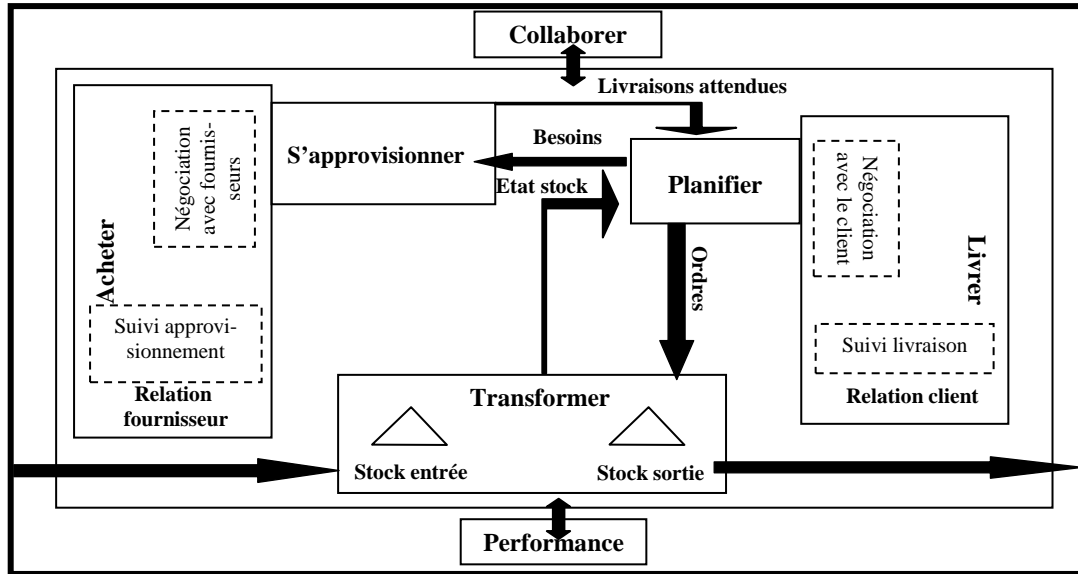 Collaborer
Livraisons attendues
S'approvisionner
Besoins
Etat stock
Planifier
Négociation
avec fournis-
seurs
Acheter
Suivi approvi-
sionnement
Relation
fournisseur
Ordres
Négociation
avec le client
Livrer
Suivi livraison
Relation client
Transformer
Stock entrée
Stock sortie
Performance